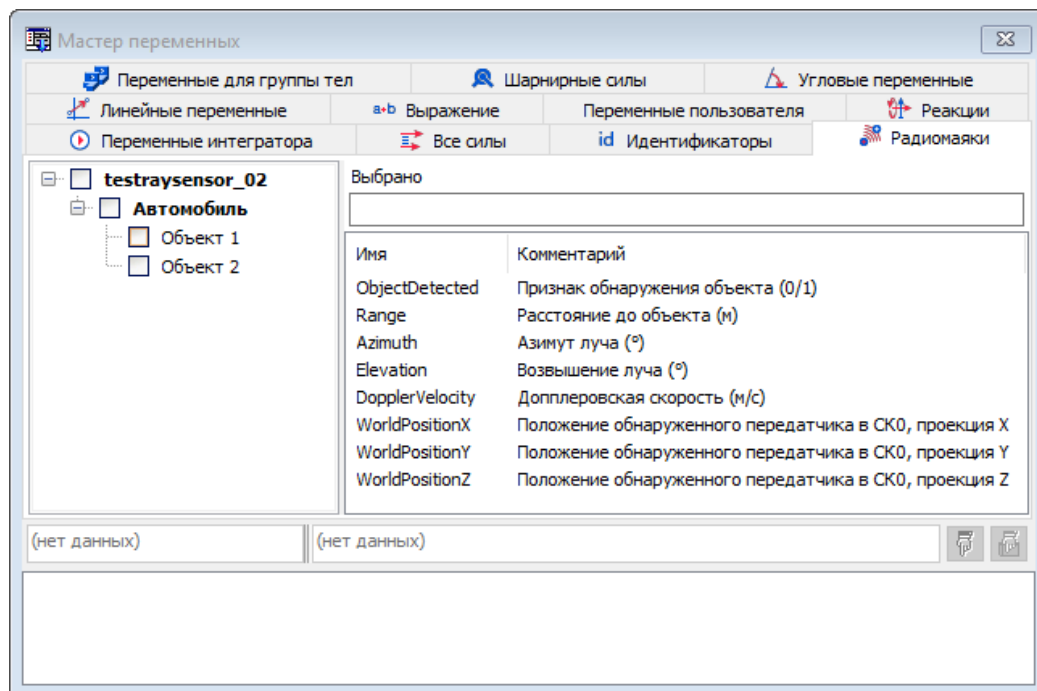 Мастер переменных
Переменные для группы тел Шарнирные силы Угловые переменные
Линейные переменные a+b Выражение Переменные пользователя Реакции
Переменные интегратора Все силы id Идентификаторы Радиомаяки
testraysensor_02
Автомобиль
Объект 1
Объект 2
Выбрано
Имя Комментарий
ObjectDetected Признак обнаружения объекта (0/1)
Range Расстояние до объекта (м)
Azimuth Азимут луча (°)
Elevation Возвышение луча (°)
DopplerVelocity Допплеровская скорость (м/с)
WorldPositionX Положение обнаруженного передатчика в СК0, проекция X
WorldPositionY Положение обнаруженного передатчика в СК0, проекция Y
WorldPositionZ Положение обнаруженного передатчика в СК0, проекция Z
(нет данных) (нет данных)